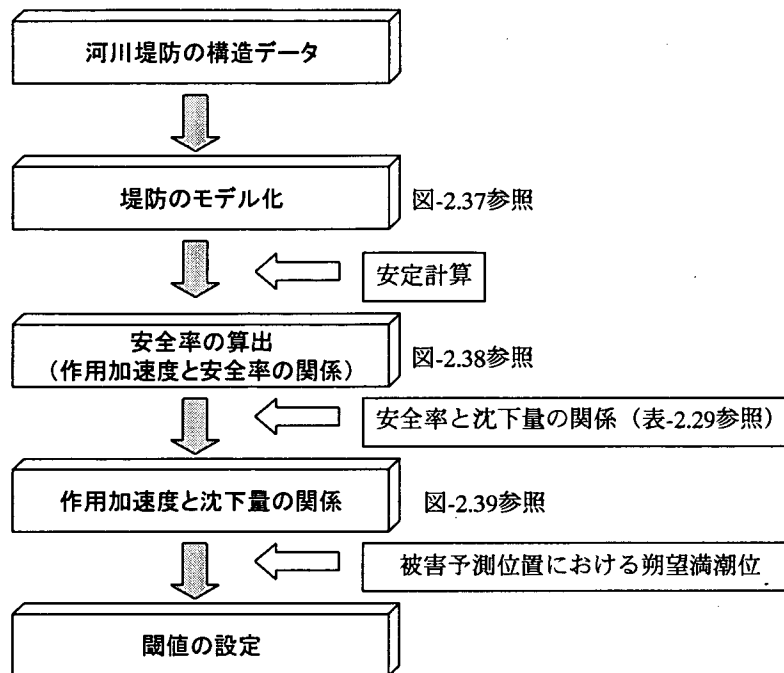 河川堤防の構造データ
堤防のモデル化
図-2.37参照
安定計算
安全率の算出
（作用加速度と安全率の関係）
図-2.38参照
安全率と沈下量の関係（表-2.29参照）
作用加速度と沈下量の関係
図-2.39参照
被害予測位置における朔望満潮位
閾値の設定